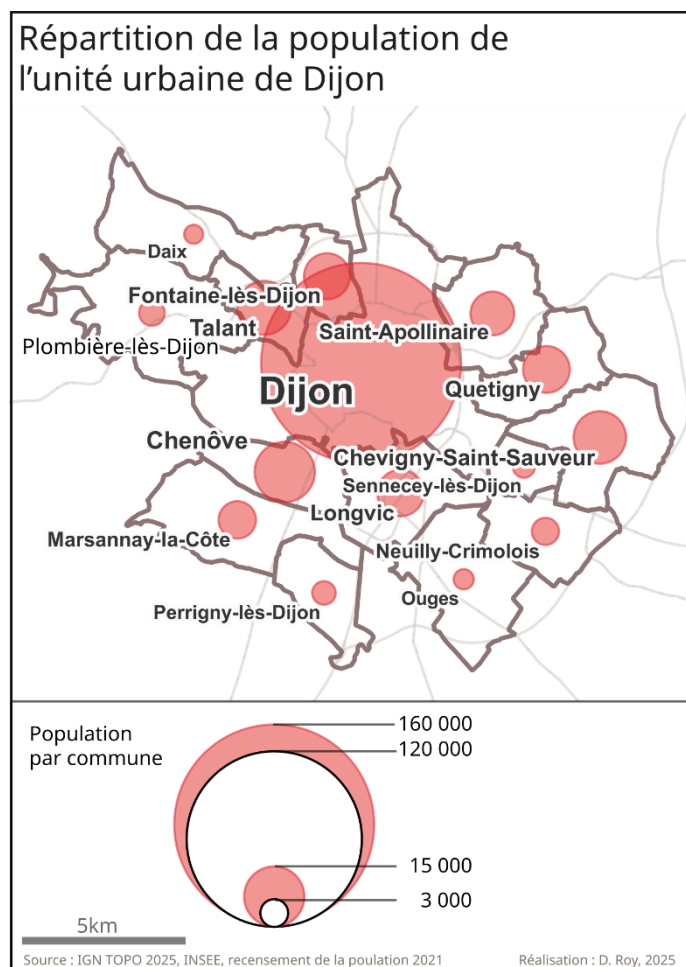 Répartition de la population de
l'unité urbaine de Dijon
Daix
Fontaine-lès-Dijon
Talant
Saint-Apollinaire
Plombière-lès-Dijon
Dijon
Quetigny
Chenôve
Chevigny-Saint-Sauveur
Sennecey-lès-Dijon
Longvic
Marsannay-la-Côte
Neuilly-Crimolois
Perrigny-lès-Dijon
Ouges
Population
par commune
160 000
120 000
15 000
3 000
5km
Source : IGN TOPO 2025, INSEE, recensement de la poulation 2021
Réalisation : D. Roy, 2025